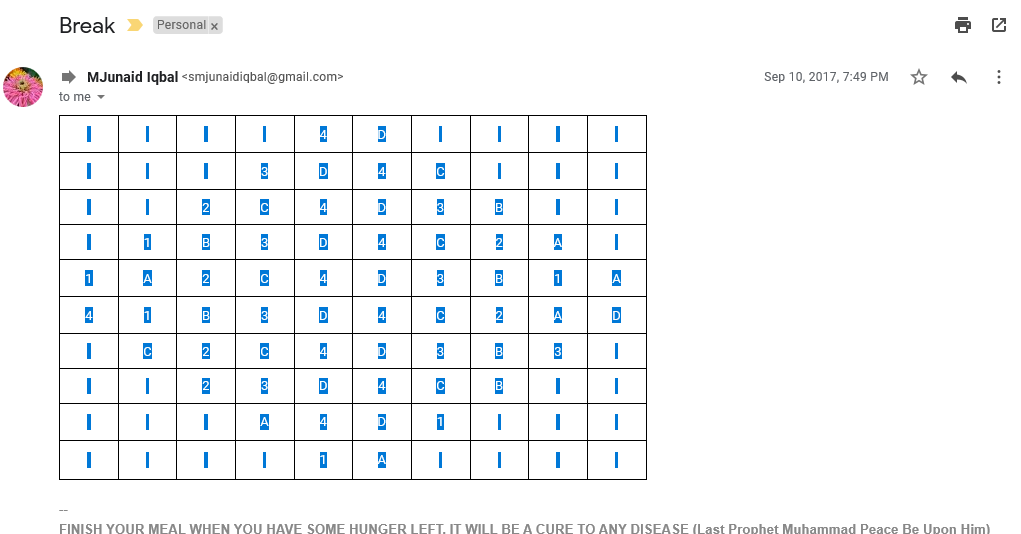 Break Personal x
MJunaid Iqbal <smjunaidiqbal@gmail.com> Sep 10, 2017, 7:49 PM
to me
4 D
3 D 4 C
2 C 4 D 3 B
1 B 3 D 4 C 2 A
1 A 2 C 4 D 3 B 1 A
4 1 B 3 D 4 C 2 A D
C 2 C 4 D 3 B 3
2 3 D 4 C B
A 4 D 1
1 A
--
FINISH YOUR MEAL WHEN YOU HAVE SOME HUNGER LEFT. IT WILL BE A CURE TO ANY DISEASE (Last Prophet Muhammad Peace Be Upon Him)